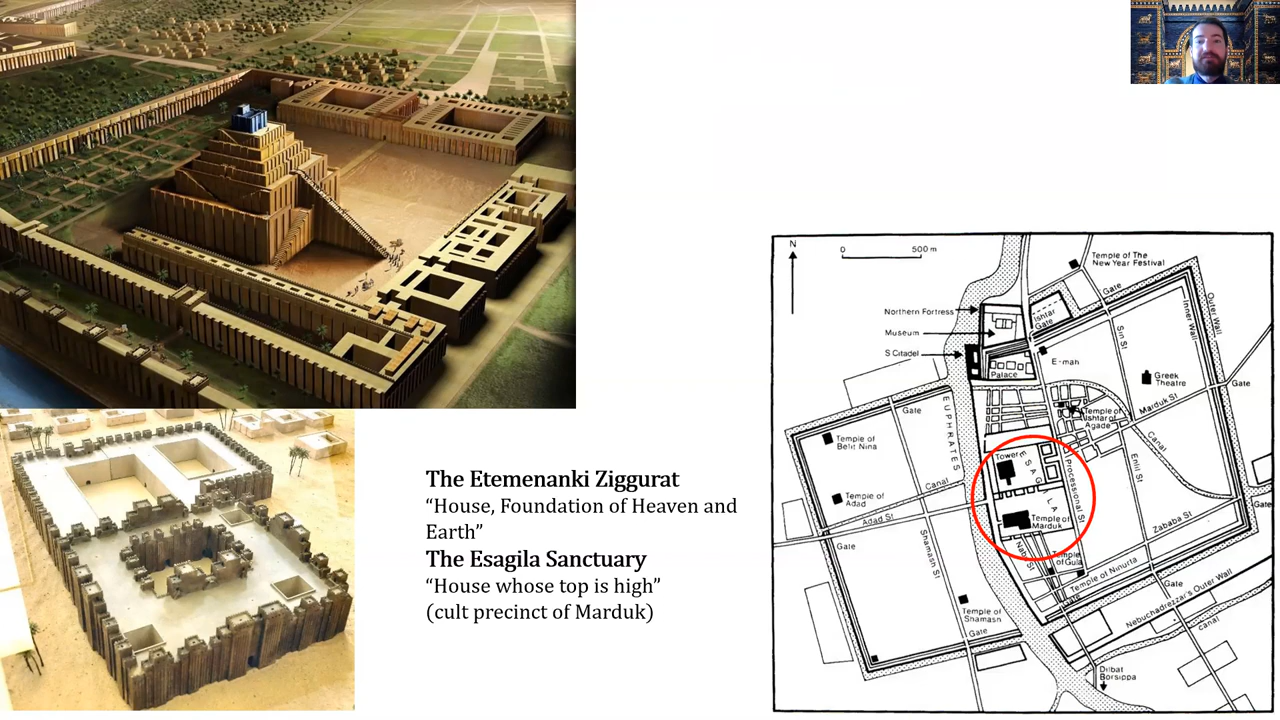 The Etemenanki Ziggurat
“House, Foundation of Heaven and
Earth”
The Esagila Sanctuary
“House whose top is high”
(cult precinct of Marduk)
N
0 500 m
Temple of The
New Year Festival
Gate
Northern Fortress
Ishtar
Gate
Museum
S Citadel
Palace
E-mah
Sin St
Inner Wall
Outer Wall
Greek
Theatre
Gate
Marduk St
Temple of
Ishtar of
Agade
Gate
EUPHRATES
Temple of
Belit Nina
Canal
Enlil St
Tower
ESAGILA
Processional St
Temple of
Adad
Canal
Adad St
Gate
Temple of
Marduk
Zababa St
Gate
Shamash St
Nabu St
Temple
of Gula
Temple of Ninurta
Gate
Gate
Nebuchadrezzar's Outer Wall
Canal
Temple of
Shamash
Gate
Dilbat
Borsippa